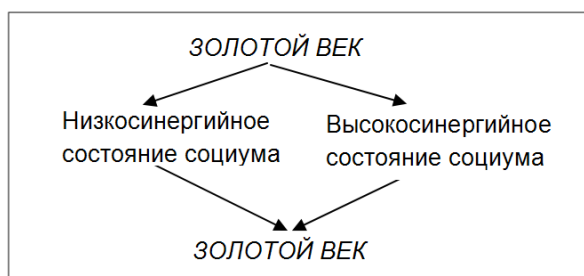 ЗОЛОТОЙ ВЕК
Низкосинергийное
состояние социума
Высокосинергийное
состояние социума
ЗОЛОТОЙ ВЕК